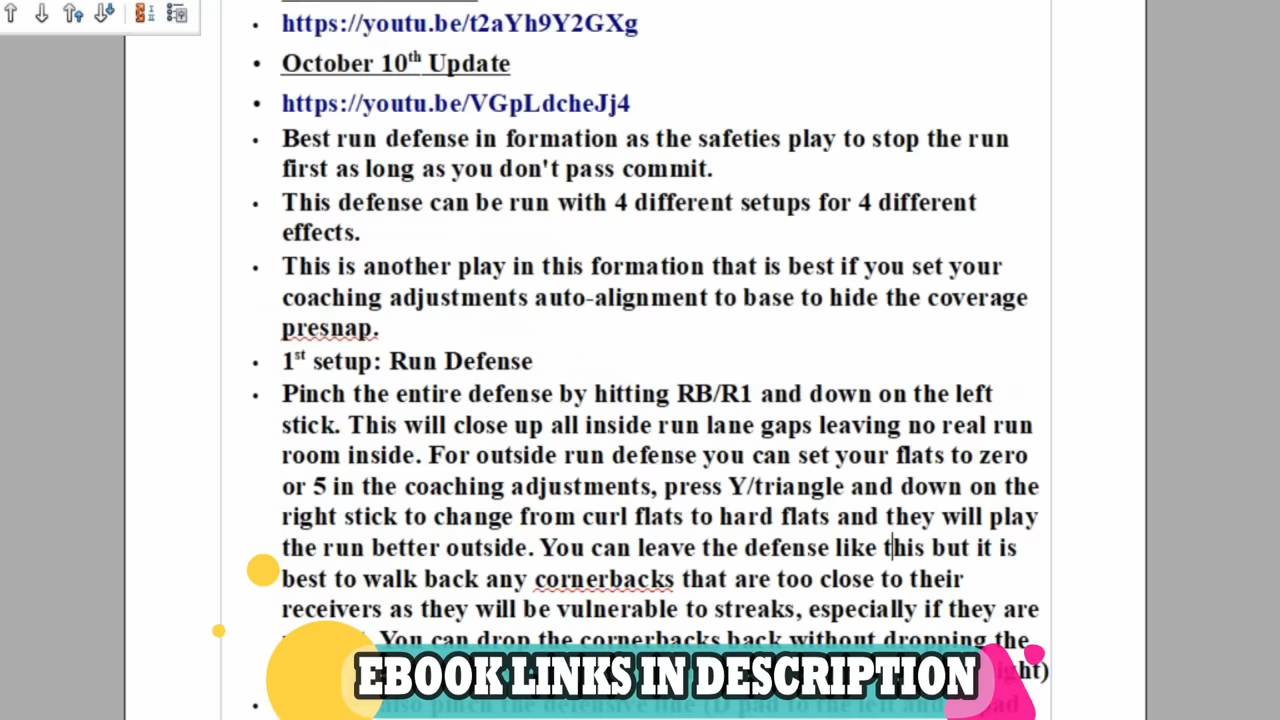 https://youtu.be/t2aYh9Y2GXg
October 10th Update
https://youtu.be/VGpLdcheJj4
Best run defense in formation as the safeties play to stop the run
first as long as you don't pass commit.
This defense can be run with 4 different setups for 4 different
effects.
This is another play in this formation that is best if you set your
coaching adjustments auto-alignment to base to hide the coverage
presnap.
1st setup: Run Defense
Pinch the entire defense by hitting RB/R1 and down on the left
stick. This will close up all inside run lane gaps leaving no real run
room inside. For outside run defense you can set your flats to zero
or 5 in the coaching adjustments, press Y/triangle and down on the
right stick to change from curl flats to hard flats and they will play
the run better outside. You can leave the defense like this but it is
best to walk back any cornerbacks that are too close to their
receivers as they will be vulnerable to streaks, especially if they are
You can drop the cornerbacks back without dropping the
EBOOK LINKS IN DESCRIPTION